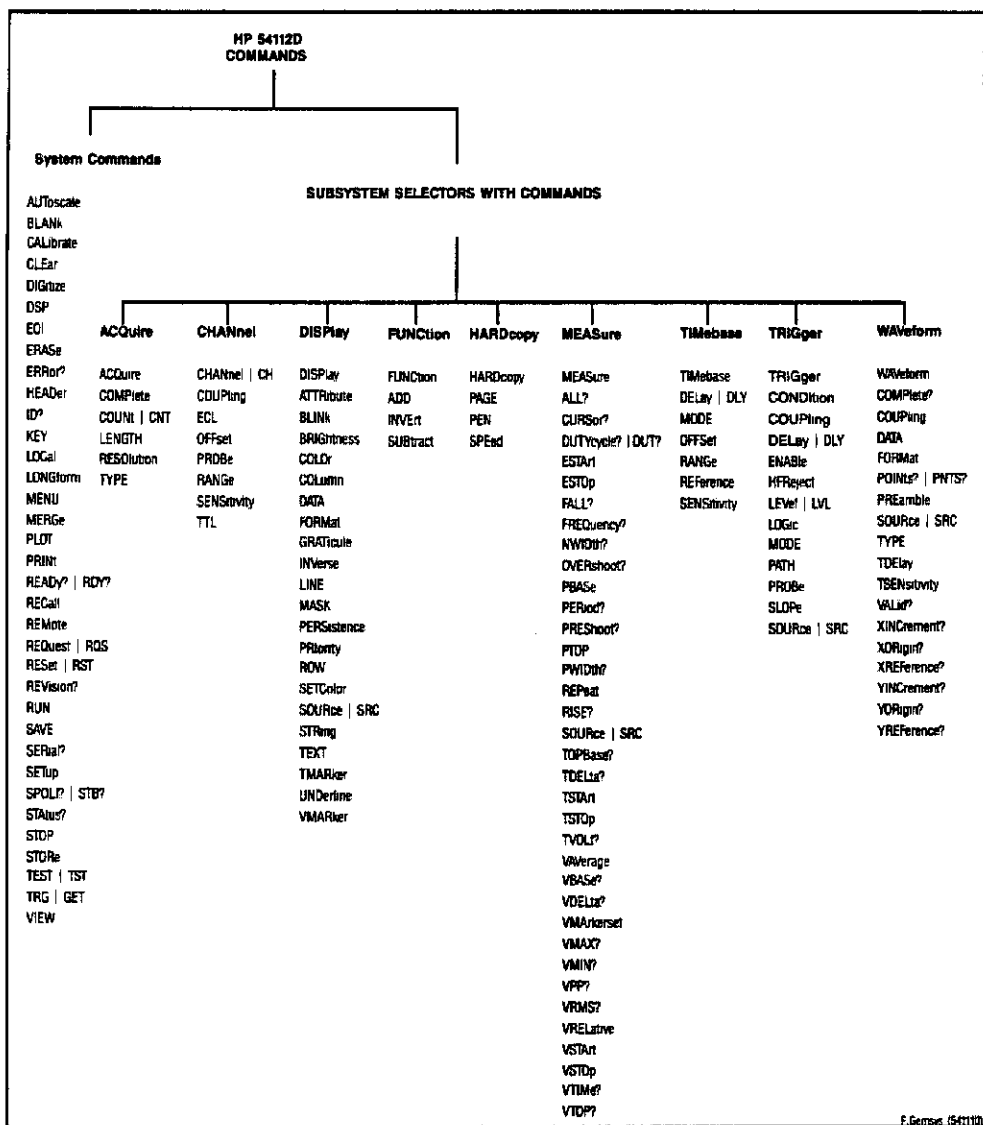 HP 54112D
COMMANDS
System Commands
AUToscale
BLANk
CALibrate
CLEar
DIGitize
DSP
EOI
ERASe
ERRor?
HEADer
ID?
KEY
LOCal
LONGform
MENU
MERGe
PLOT
PRINt
READy? | RDY?
RECall
REMote
REQuest | RQS
RESet | RST
REVision?
RUN
SAVE
SERial?
SETup
SPOLl? | STB?
STAtus?
STOP
STORe
TEST | TST
TRG | GET
VIEW
SUBSYSTEM SELECTORS WITH COMMANDS
ACQuire
ACQuire
COMPlete
COUNt | CNT
LENGTH
RESOlution
TYPE
CHANnel
CHANnel | CH
COUPling
ECL
OFFset
PROBe
RANGe
SENSitivity
TTL
DISPlay
DISPlay
ATTRibute
BLINk
BRIGhtness
COLOr
COLumn
DATA
FORMat
GRATicule
INVerse
LINE
MASK
PERSistence
PRIority
ROW
SETColor
SOURce | SRC
STRing
TEXT
TMARker
UNDerline
VMARker
FUNCtion
FUNCtion
ADD
INVErt
SUBtract
HARDcopy
HARDcopy
PAGE
PEN
SPEed
MEASure
MEASure
ALL?
CURSor?
DUTYcycle? | DUT?
ESTArt
ESTOp
FALL?
FREQuency?
NWIDth?
OVERshoot?
PBASe
PERiod?
PREShoot?
PTOP
PWIDth?
REPeat
RISE?
SOURce | SRC
TOPBase?
TDELta?
TSTArt
TSTOp
TVOLt?
VAVerage
VBASe?
VDELta?
VMArkerset
VMAX?
VMIN?
VPP?
VRMS?
VRELative
VSTArt
VSTOp
VTIMe?
VTOP?
TIMebase
TIMebase
DELay | DLY
MODE
OFFSet
RANGe
REFerence
SENSitivity
TRIGger
TRIGger
CONDition
COUPling
DELay | DLY
ENABle
HFReject
LEVel | LVL
LOGic
MODE
PATH
PROBe
SLOPe
SOURce | SRC
WAVeform
WAVeform
COMPlete?
COUPling
DATA
FORMat
POINts? | PNTS?
PREamble
SOURce | SRC
TYPE
TDElay
TSENsitivity
VALid?
XINCrement?
XORigin?
XREFerence?
YINCrement?
YORigin?
YREFerence?